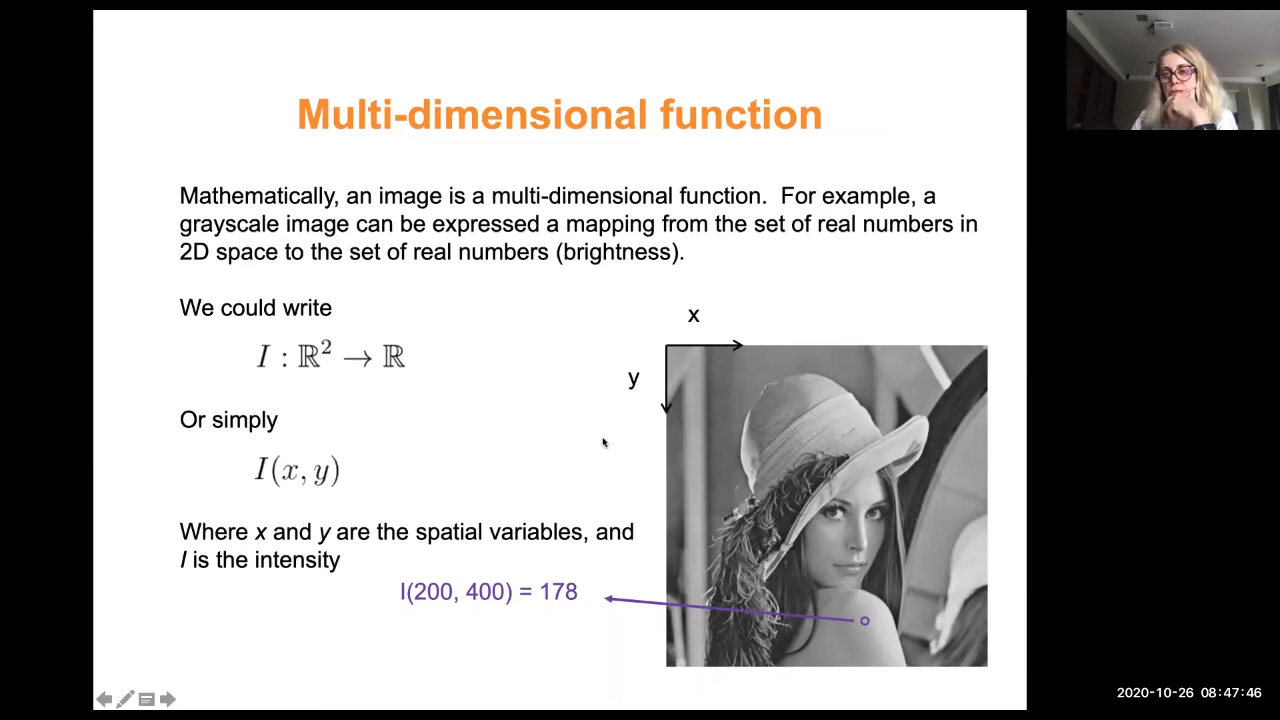 Multi-dimensional function
Mathematically, an image is a multi-dimensional function.  For example, a
grayscale image can be expressed a mapping from the set of real numbers in
2D space to the set of real numbers (brightness).
We could write
I : ℝ² → ℝ
Or simply
I(x, y)
Where x and y are the spatial variables, and
I is the intensity
I(200, 400) = 178
x
y
2020-10-26 08:47:46